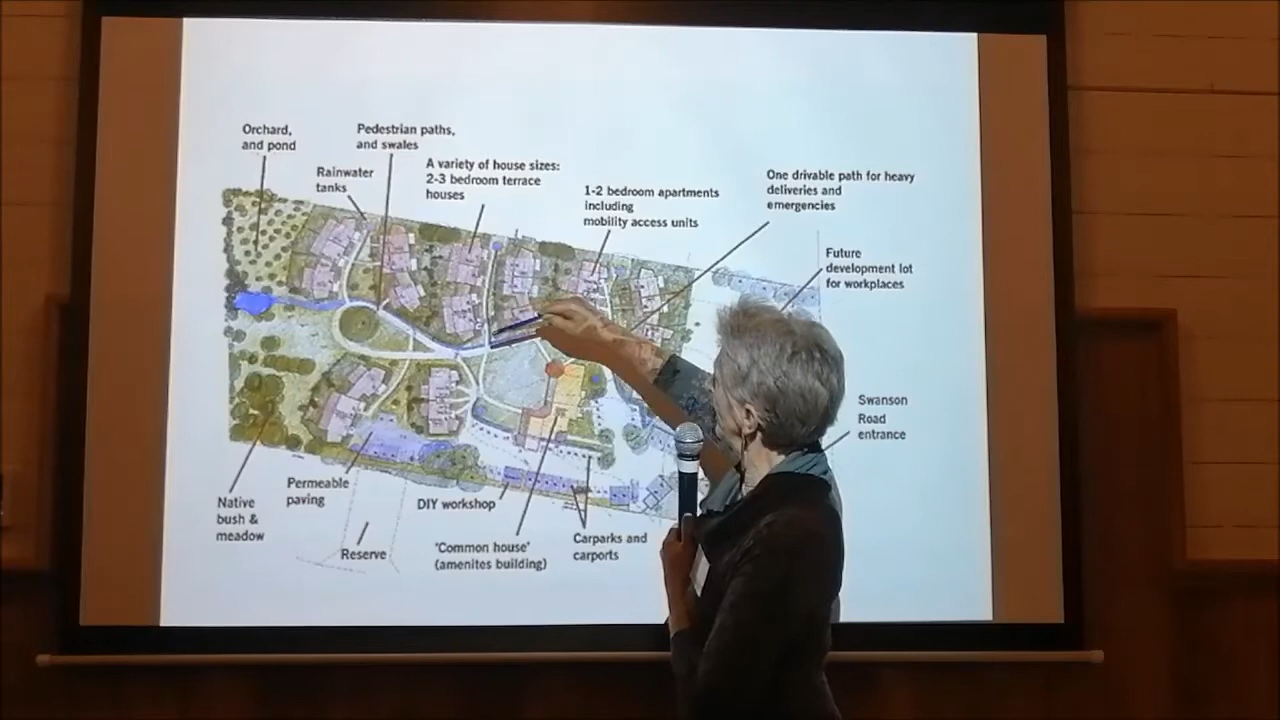 Orchard,
and pond
Pedestrian paths,
and swales
Rainwater
tanks
A variety of house sizes:
2-3 bedroom terrace
houses
1-2 bedroom apartments
including
mobility access units
One drivable path for heavy
deliveries and
emergencies
Future
development lot
for workplaces
Swanson
Road
entrance
Native
bush &
meadow
Permeable
paving
Reserve
DIY workshop
'Common house'
(amenites building)
Carparks and
carports